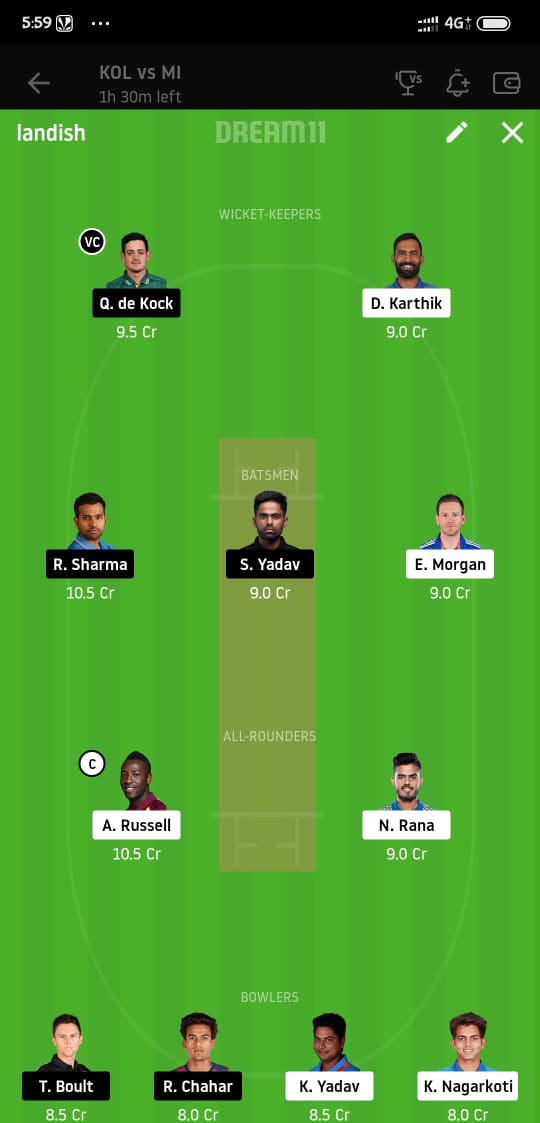 5:59 ... 4G+
KOL vs MI
VS
1h 30m left
landish DREAM11
WICKET-KEEPERS
VC
Q. de Kock D. Karthik
9.5 Cr 9.0 Cr
BATSMEN
R. Sharma S. Yadav E. Morgan
10.5 Cr 9.0 Cr 9.0 Cr
ALL-ROUNDERS
C
A. Russell N. Rana
10.5 Cr 9.0 Cr
BOWLERS
T. Boult R. Chahar K. Yadav K. Nagarkoti
8.5 Cr 8.0 Cr 8.5 Cr 8.0 Cr